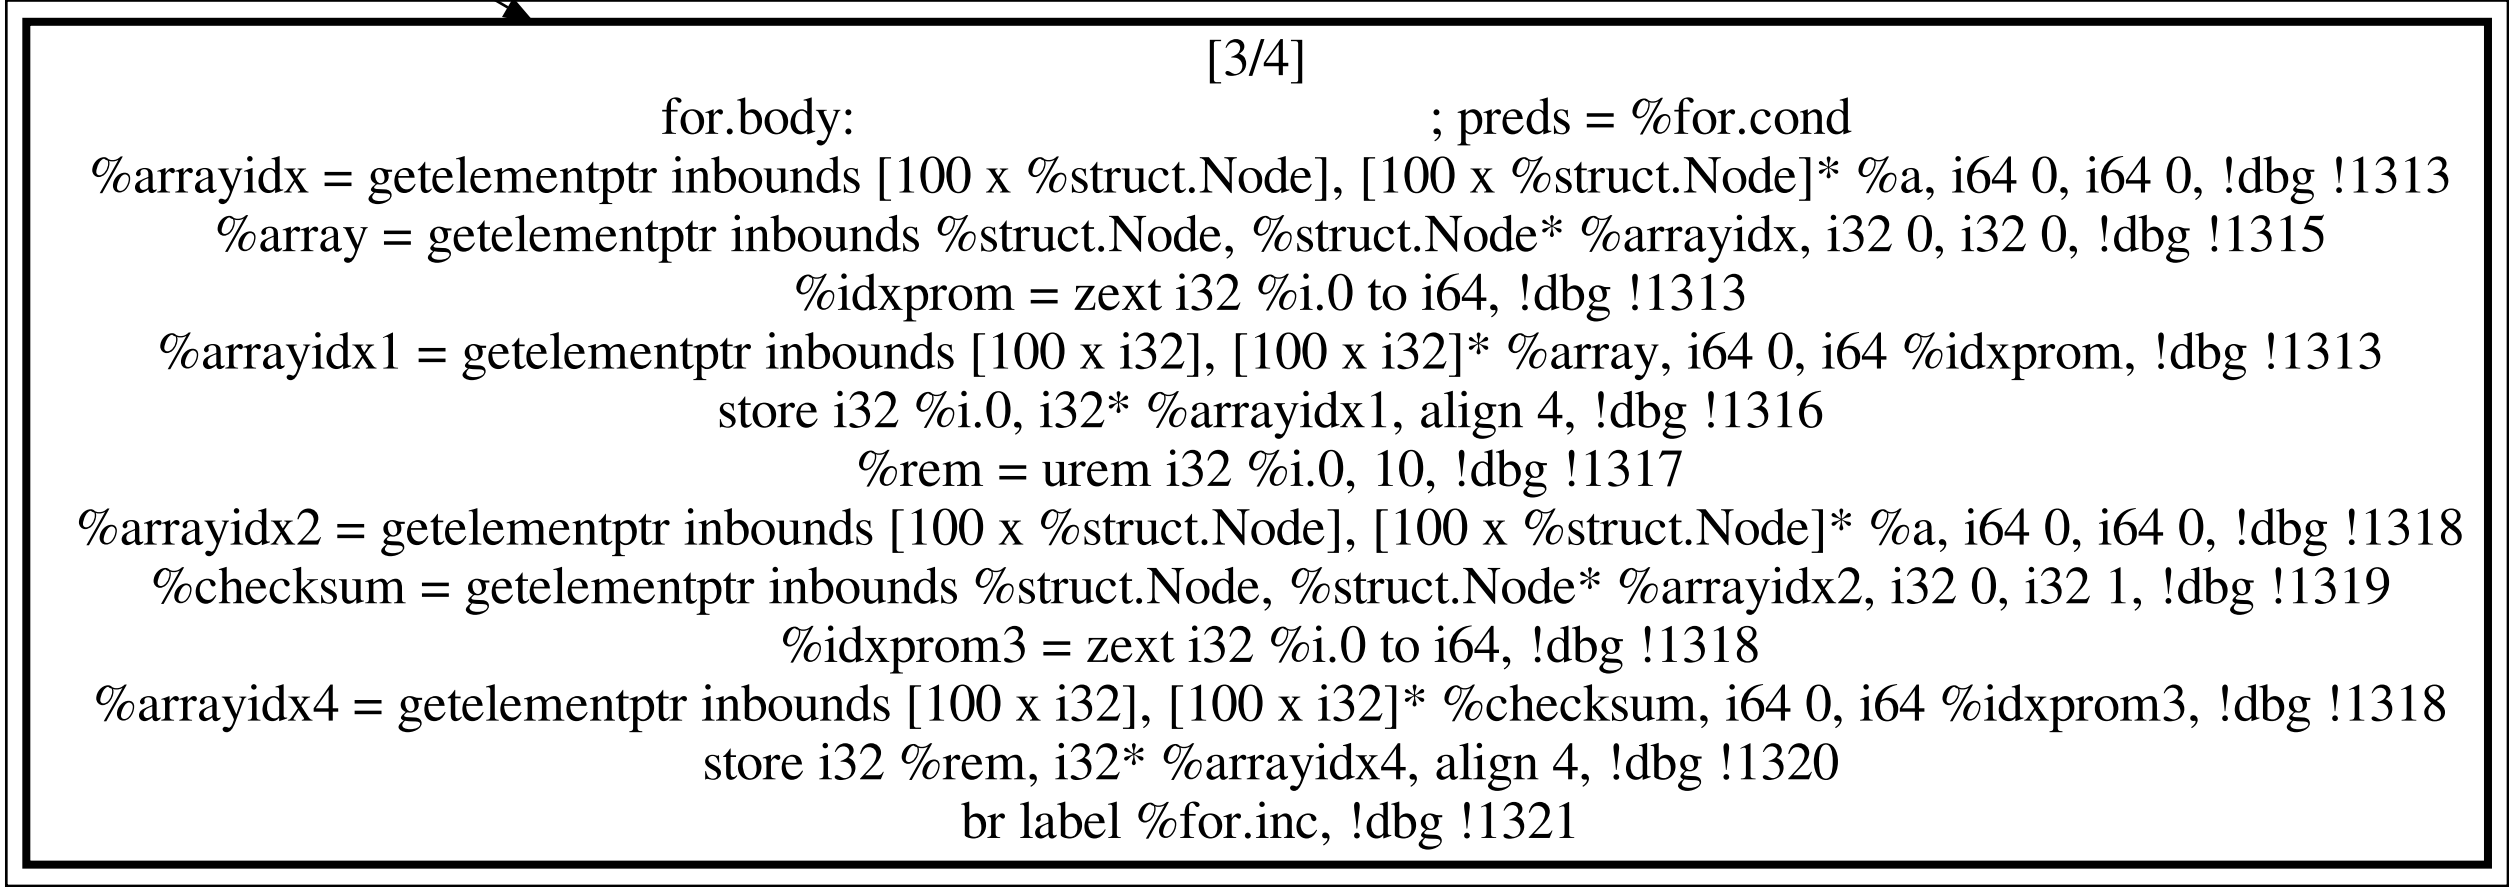 [3/4]
for.body: ; preds = %for.cond
%arrayidx = getelementptr inbounds [100 x %struct.Node], [100 x %struct.Node]* %a, i64 0, i64 0, !dbg !1313
%array = getelementptr inbounds %struct.Node, %struct.Node* %arrayidx, i32 0, i32 0, !dbg !1315
%idxprom = zext i32 %i.0 to i64, !dbg !1313
%arrayidx1 = getelementptr inbounds [100 x i32], [100 x i32]* %array, i64 0, i64 %idxprom, !dbg !1313
store i32 %i.0, i32* %arrayidx1, align 4, !dbg !1316
%rem = urem i32 %i.0, 10, !dbg !1317
%arrayidx2 = getelementptr inbounds [100 x %struct.Node], [100 x %struct.Node]* %a, i64 0, i64 0, !dbg !1318
%checksum = getelementptr inbounds %struct.Node, %struct.Node* %arrayidx2, i32 0, i32 1, !dbg !1319
%idxprom3 = zext i32 %i.0 to i64, !dbg !1318
%arrayidx4 = getelementptr inbounds [100 x i32], [100 x i32]* %checksum, i64 0, i64 %idxprom3, !dbg !1318
store i32 %rem, i32* %arrayidx4, align 4, !dbg !1320
br label %for.inc, !dbg !1321